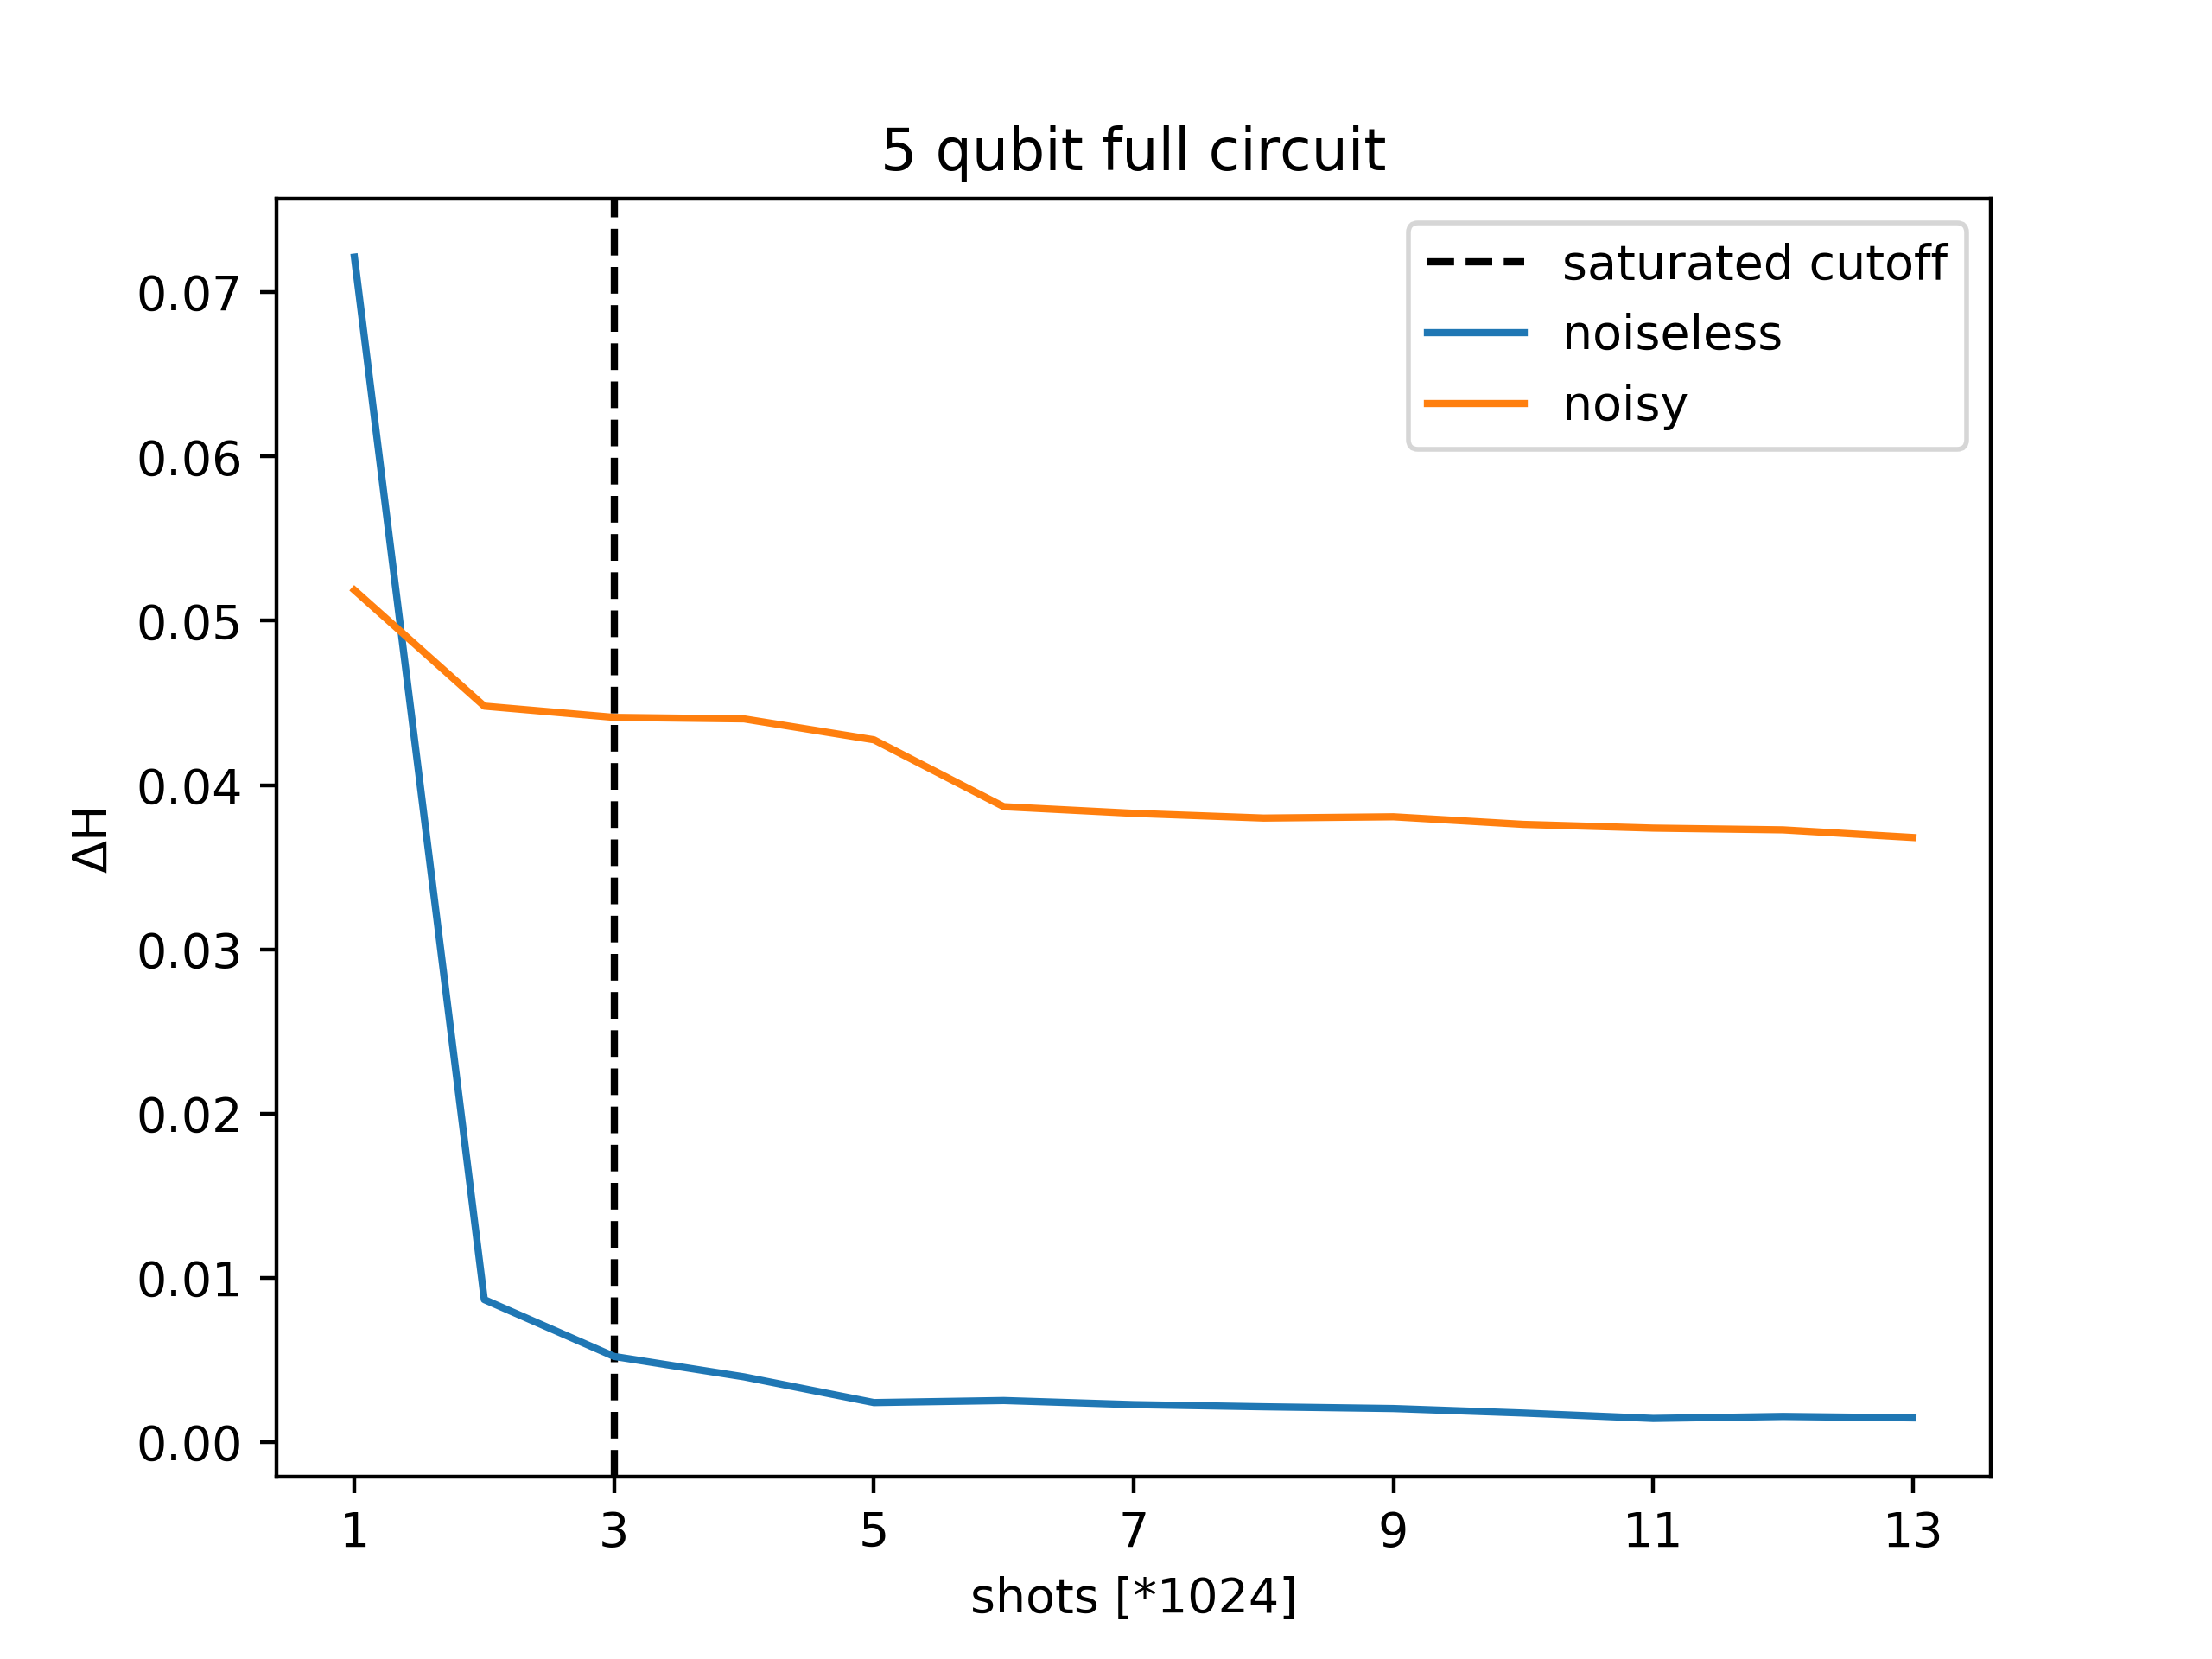 5 qubit full circuit
saturated cutoff
noiseless
noisy
0.07
0.06
0.05
0.04
0.03
0.02
0.01
0.00
ΔH
1 3 5 7 9 11 13
shots [*1024]